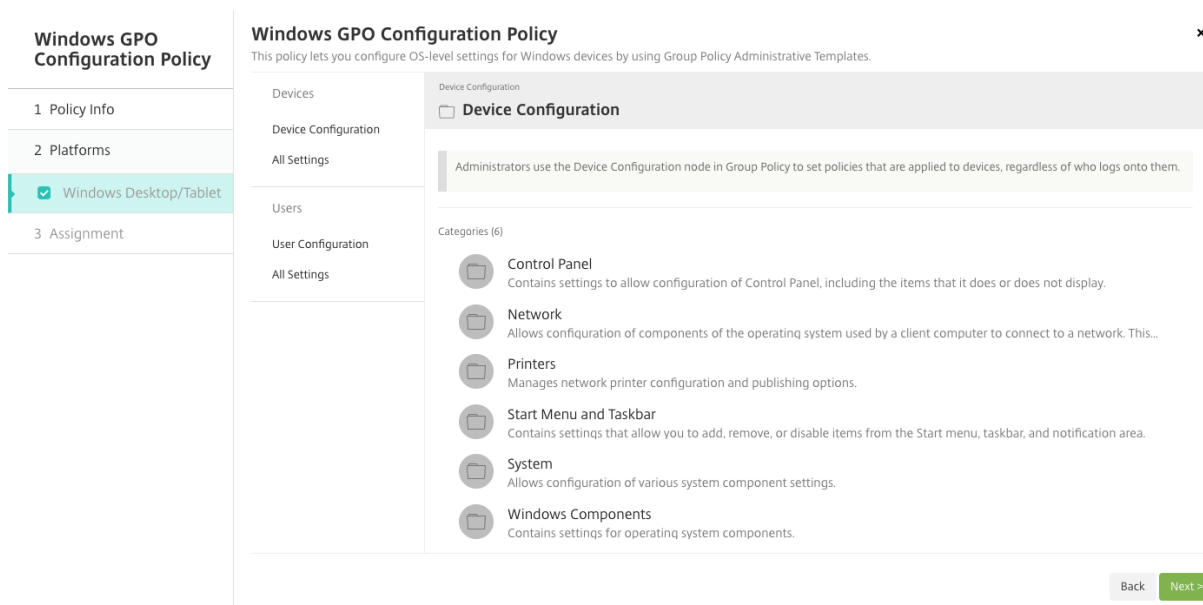 Windows GPO
Configuration Policy
1 Policy Info
2 Platforms
Windows Desktop/Tablet
3 Assignment
Windows GPO Configuration Policy
This policy lets you configure OS-level settings for Windows devices by using Group Policy Administrative Templates.
Devices
Device Configuration
All Settings
Users
User Configuration
All Settings
Device Configuration
Device Configuration
Administrators use the Device Configuration node in Group Policy to set policies that are applied to devices, regardless of who logs onto them.
Categories (6)
Control Panel
Contains settings to allow configuration of Control Panel, including the items that it does or does not display.
Network
Allows configuration of components of the operating system used by a client computer to connect to a network. This...
Printers
Manages network printer configuration and publishing options.
Start Menu and Taskbar
Contains settings that allow you to add, remove, or disable items from the Start menu, taskbar, and notification area.
System
Allows configuration of various system component settings.
Windows Components
Contains settings for operating system components.
Back
Next >